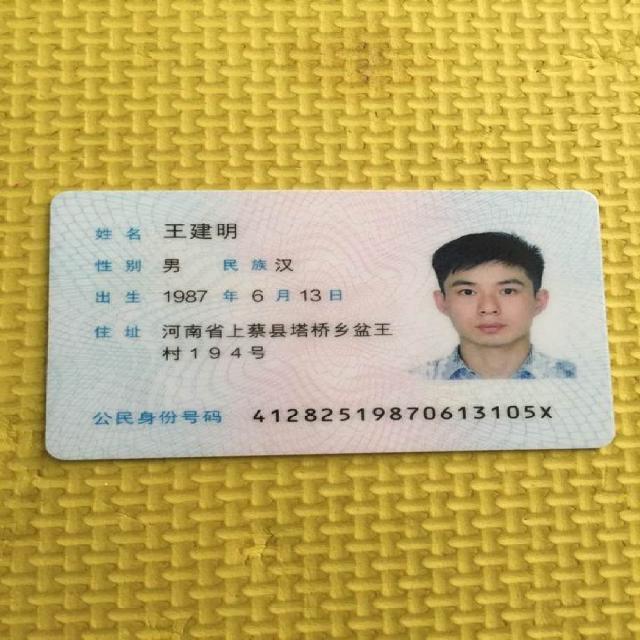 姓名 王建明
性别 男 民族 汉
出生 1987 年 6 月 13 日
住址 河南省上蔡县塔桥乡盆王
村194号
公民身份号码 41282519870613105X